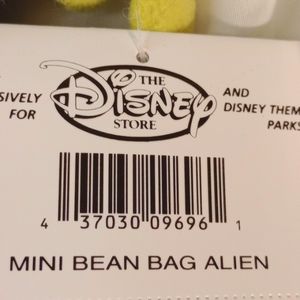 THE
SIVELY Disney AND
FOR STORE DISNEY THEM
PARKS
4 37030 09696 1
MINI BEAN BAG ALIEN